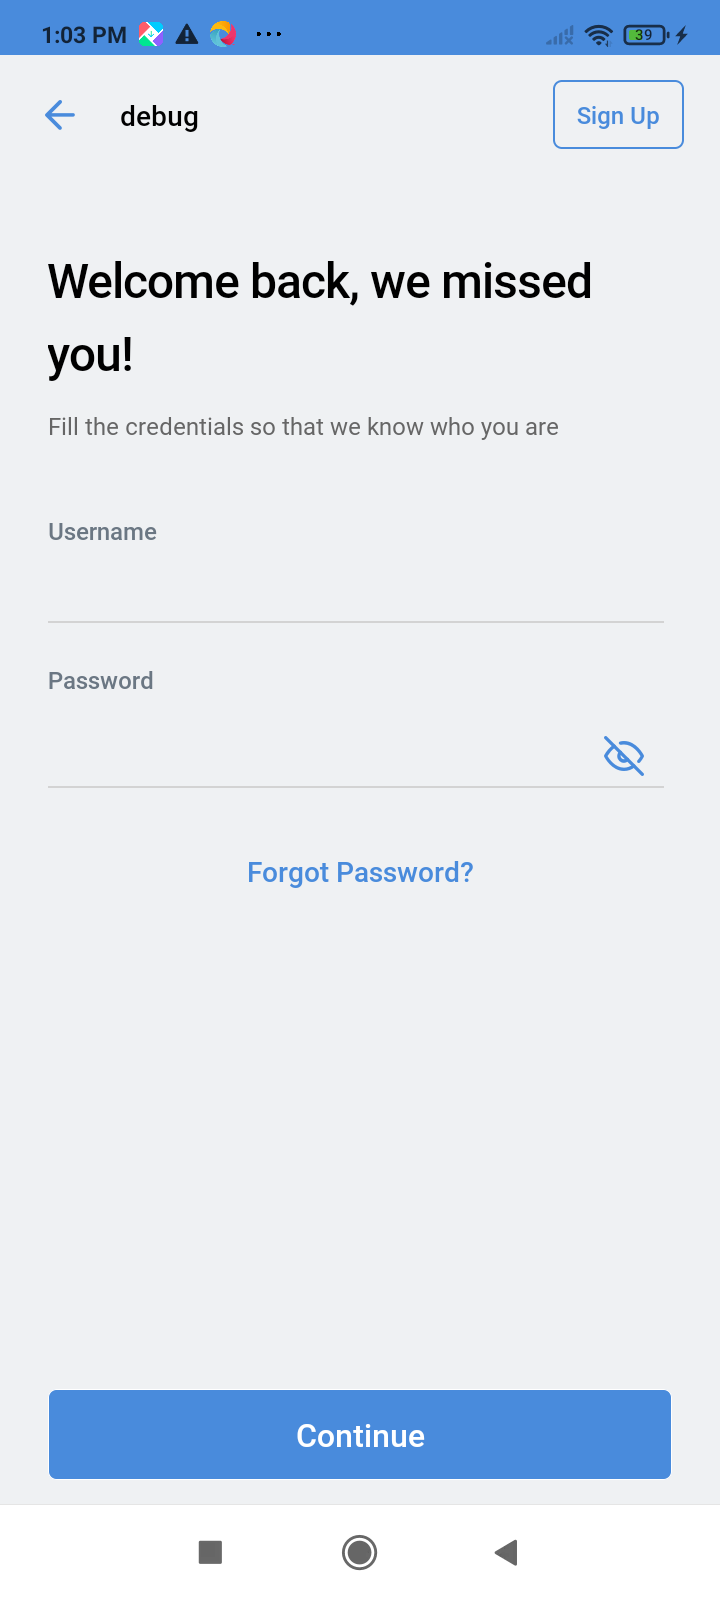 1:03 PM
39
debug
Sign Up
Welcome back, we missed
you!
Fill the credentials so that we know who you are
Username
Password
Forgot Password?
Continue